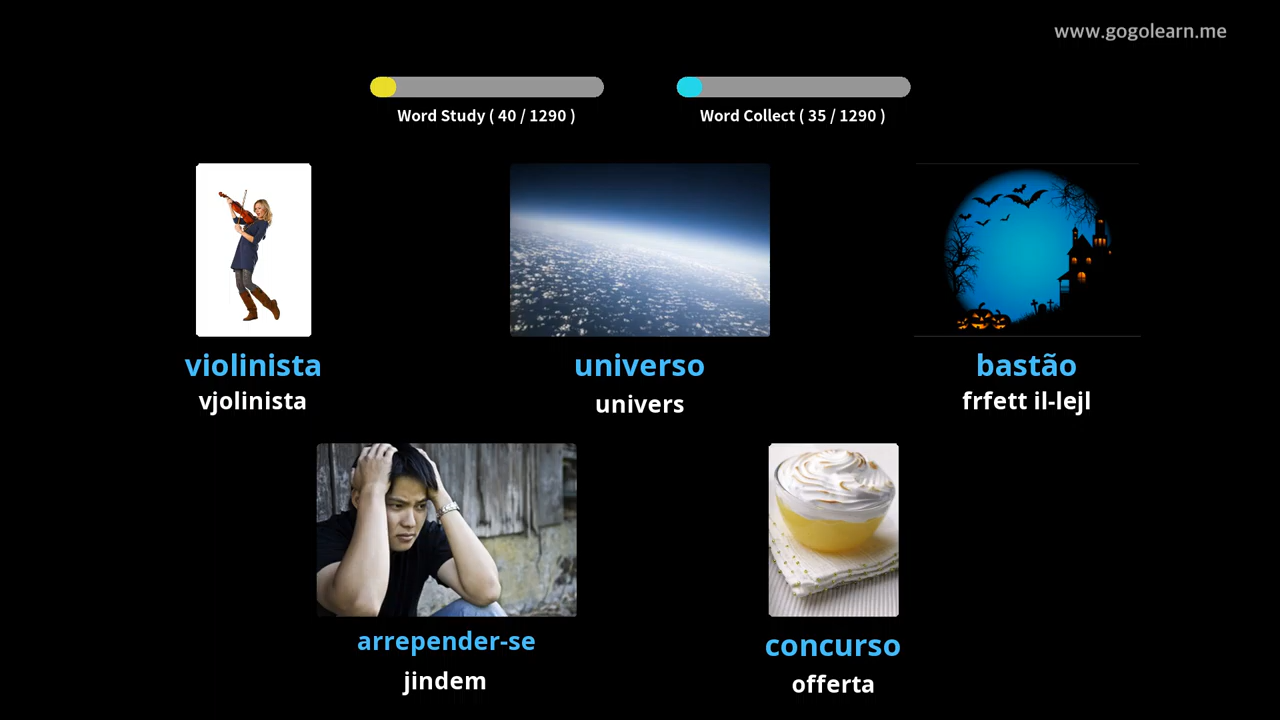 www.gogolearn.me
Word Study ( 40 / 1290 )
Word Collect ( 35 / 1290 )
violinista
vjolinista
universo
univers
bastão
frfett il-lejl
arrepender-se
jindem
concurso
offerta